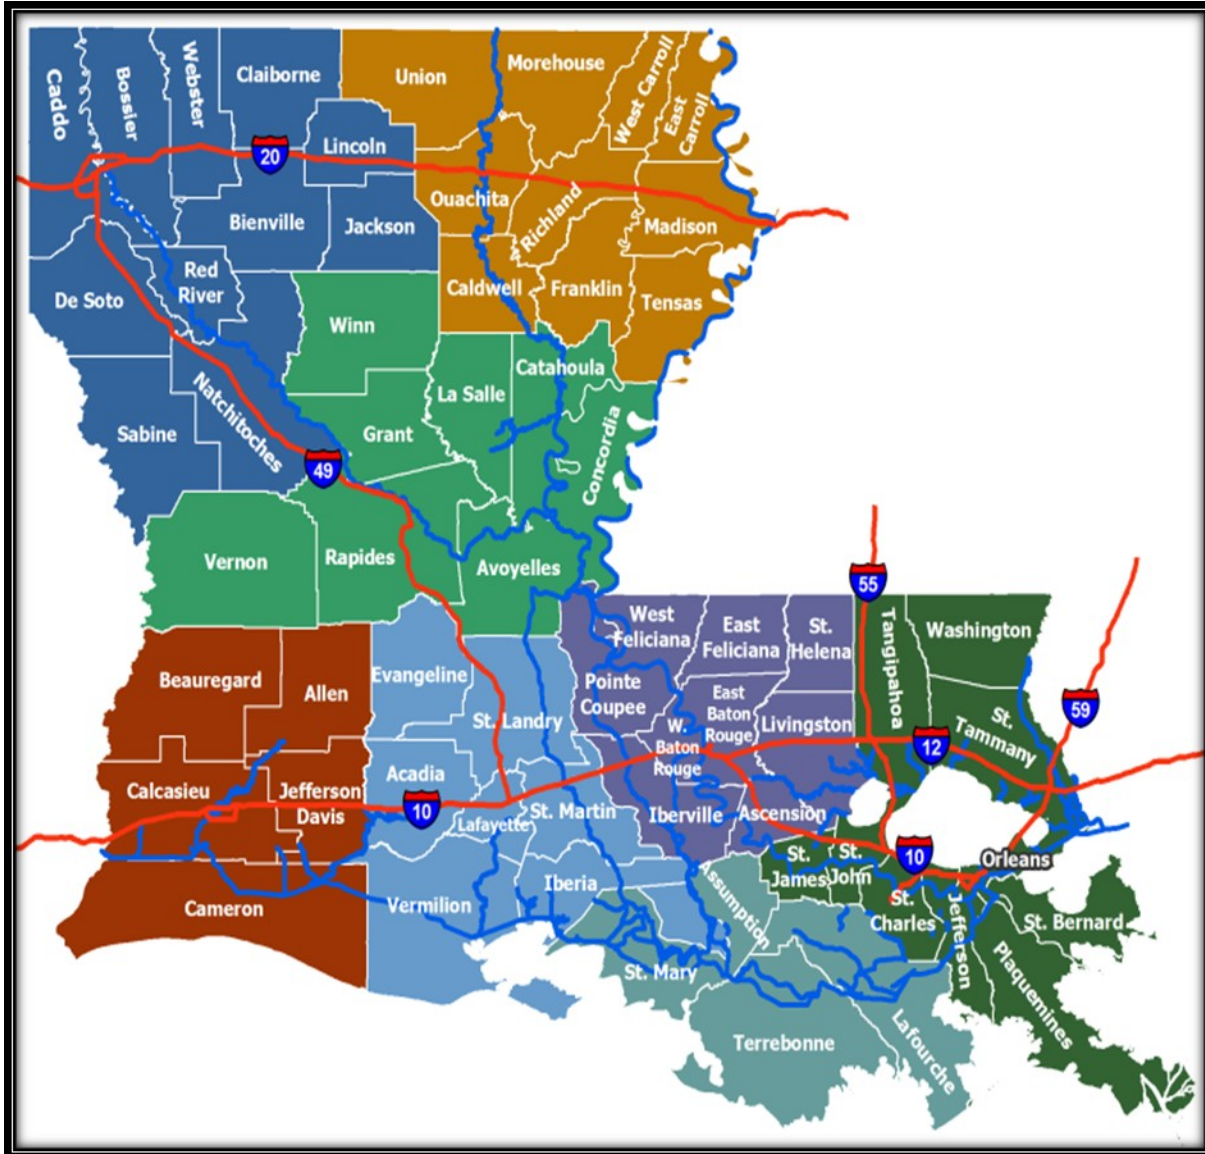 Caddo
Bossier
Webster
Claiborne
Union
Morehouse
West Carroll
East
Carroll
20
Lincoln
Ouachita
Richland
Madison
Bienville
Jackson
De Soto
Red
River
Caldwell
Franklin
Tensas
Winn
Natchitoches
Sabine
Grant
La Salle
Catahoula
Concordia
49
Vernon
Rapides
Avoyelles
55
Beauregard
Allen
Evangeline
St. Landry
Pointe
Coupee
West
Feliciana
East
Feliciana
St.
Helena
Tangipahoa
Washington
East
Baton
Rouge
W.
Baton
Rouge
Livingston
St.
Tammany
12
59
Calcasieu
Jefferson
Davis
Acadia
10
Lafayette
St. Martin
Iberville
Ascension
St.
James
St.
John
10
Orleans
Cameron
Vermilion
Iberia
Assumption
St.
Charles
Jefferson
St. Bernard
Plaquemines
St. Mary
Terrebonne
Lafourche